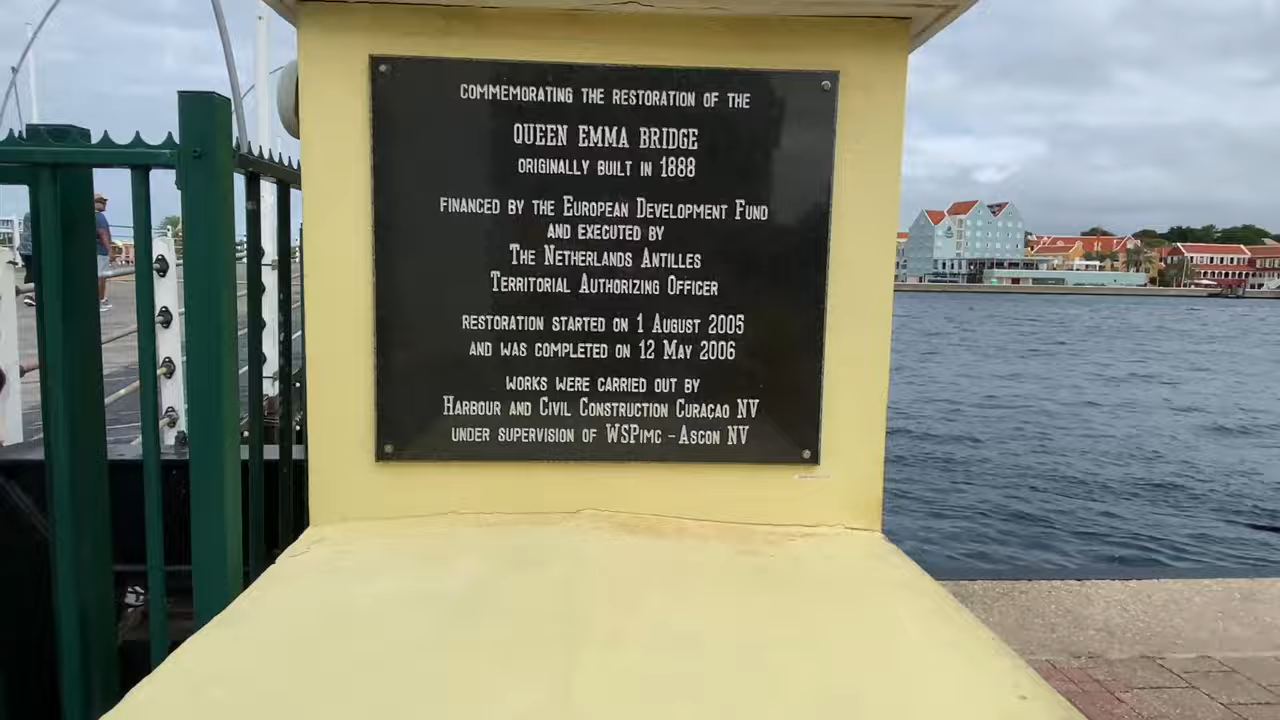 COMMEMORATING THE RESTORATION OF THE
QUEEN EMMA BRIDGE
ORIGINALLY BUILT IN 1888
FINANCED BY THE EUROPEAN DEVELOPMENT FUND
AND EXECUTED BY
THE NETHERLANDS ANTILLES
TERRITORIAL AUTHORIZING OFFICER
RESTORATION STARTED ON 1 AUGUST 2005
AND WAS COMPLETED ON 12 MAY 2006
WORKS WERE CARRIED OUT BY
HARBOUR AND CIVIL CONSTRUCTION CURAÇAO NV
UNDER SUPERVISION OF WSPIMC - ASCON NV